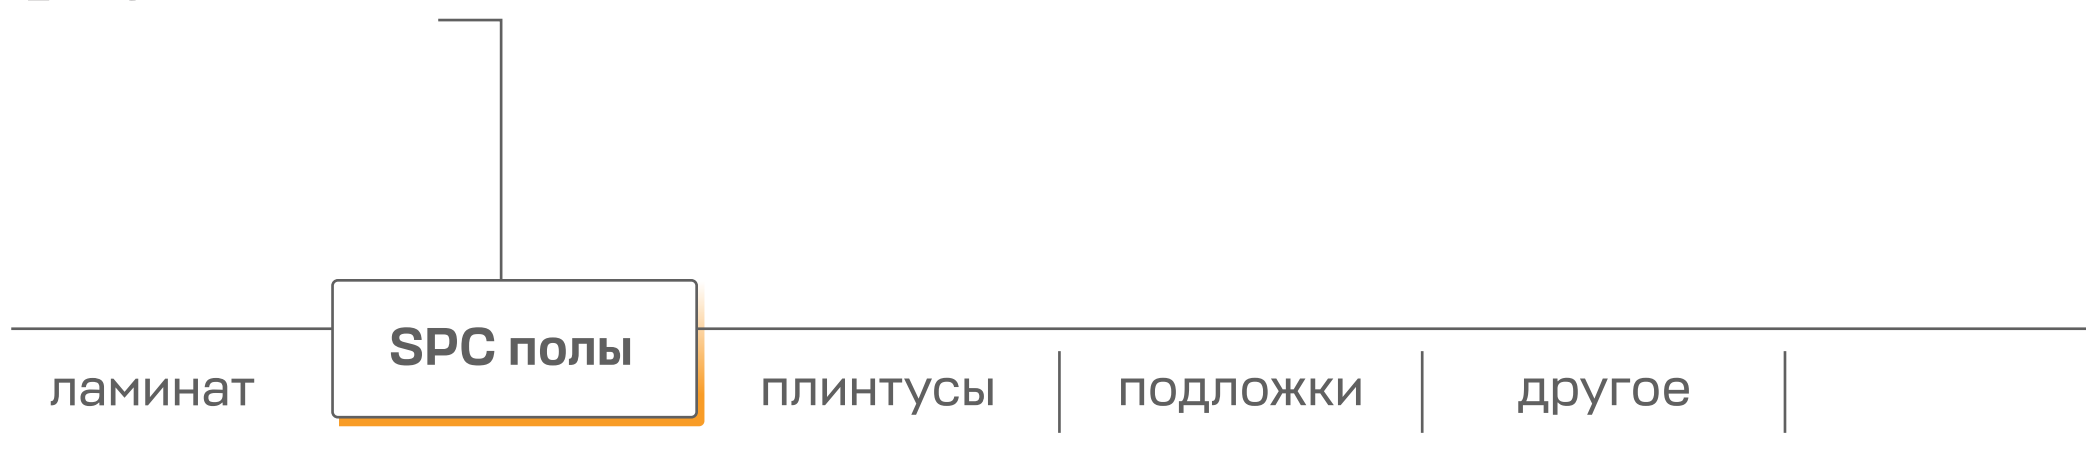 SPC полы
ламинат
плинтусы
подложки
другое